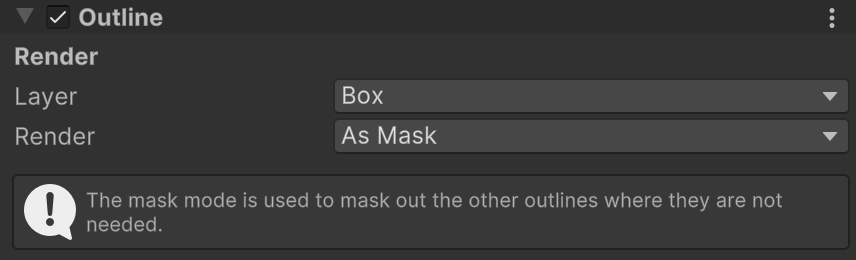 Outline
Render
Layer Box
Render As Mask
The mask mode is used to mask out the other outlines where they are not
needed.